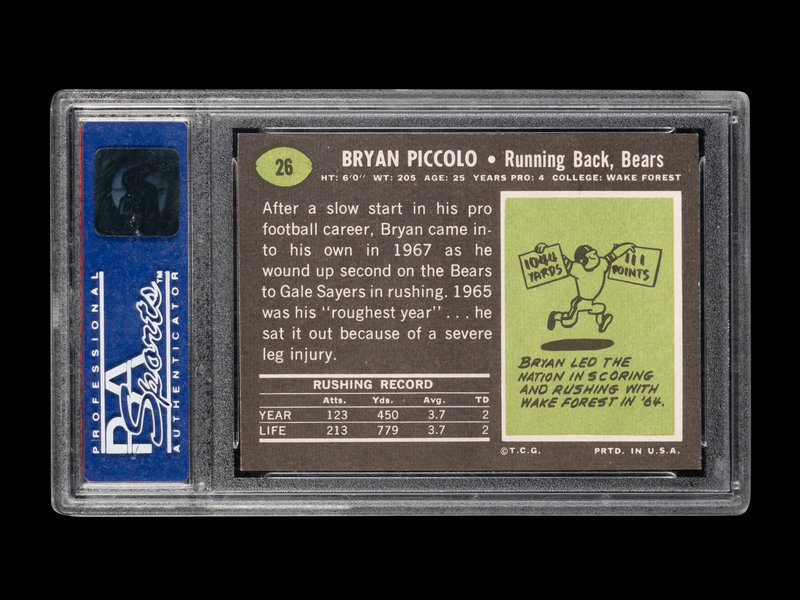 26
BRYAN PICCOLO • Running Back, Bears
HT: 6'0" WT: 205 AGE: 25 YEARS PRO: 4 COLLEGE: WAKE FOREST
After a slow start in his pro
football career, Bryan came in-
to his own in 1967 as he
wound up second on the Bears
to Gale Sayers in rushing. 1965
was his "roughest year" . . . he
sat it out because of a severe
leg injury.
RUSHING RECORD
Atts. Yds. Avg. TD
YEAR 123 450 3.7 2
LIFE 213 779 3.7 2
1044
YARDS
111
POINTS
BRYAN LED THE
NATION IN SCORING
AND RUSHING WITH
WAKE FOREST IN '64.
©T.C.G. PRTD. IN U.S.A.
PROFESSIONAL
PSA
Sports™
AUTHENTICATOR